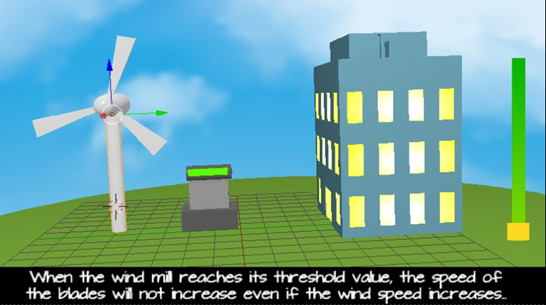 When the wind mill reaches its threshold value, the speed of
the blades will not increase even if the wind speed increases..